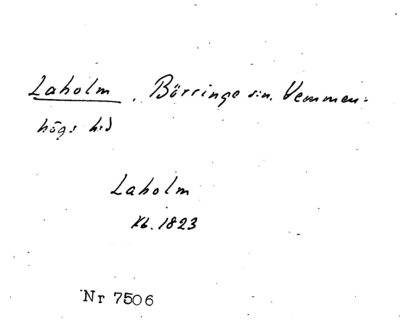 Laholm, Börringe s:n, Vemmen-
högs hd
Laholm
Kb. 1823
Nr 7506